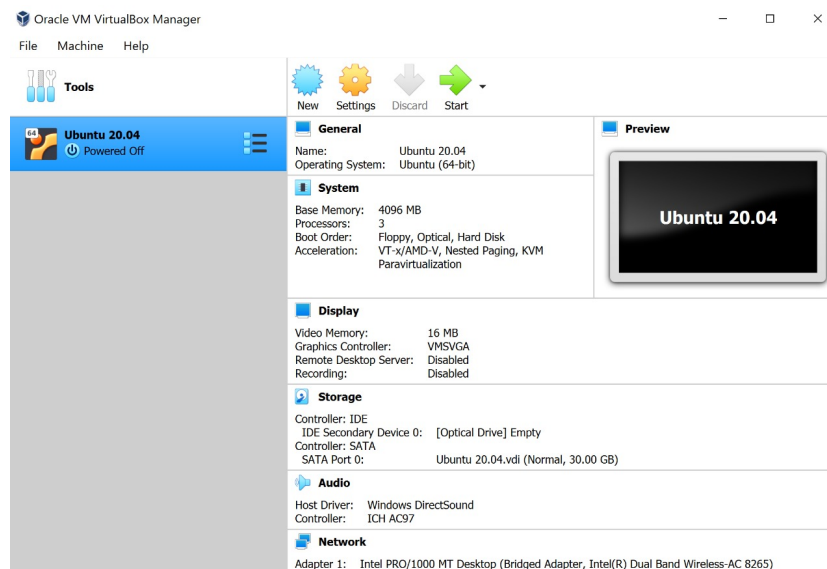 Oracle VM VirtualBox Manager
File Machine Help
Tools
New Settings Discard Start
64
Ubuntu 20.04
Powered Off
General
Name: Ubuntu 20.04
Operating System: Ubuntu (64-bit)
Preview
Ubuntu 20.04
System
Base Memory: 4096 MB
Processors: 3
Boot Order: Floppy, Optical, Hard Disk
Acceleration: VT-x/AMD-V, Nested Paging, KVM
Paravirtualization
Display
Video Memory: 16 MB
Graphics Controller: VMSVGA
Remote Desktop Server: Disabled
Recording: Disabled
Storage
Controller: IDE
IDE Secondary Device 0: [Optical Drive] Empty
Controller: SATA
SATA Port 0: Ubuntu 20.04.vdi (Normal, 30.00 GB)
Audio
Host Driver: Windows DirectSound
Controller: ICH AC97
Network
Adapter 1: Intel PRO/1000 MT Desktop (Bridged Adapter, Intel(R) Dual Band Wireless-AC 8265)